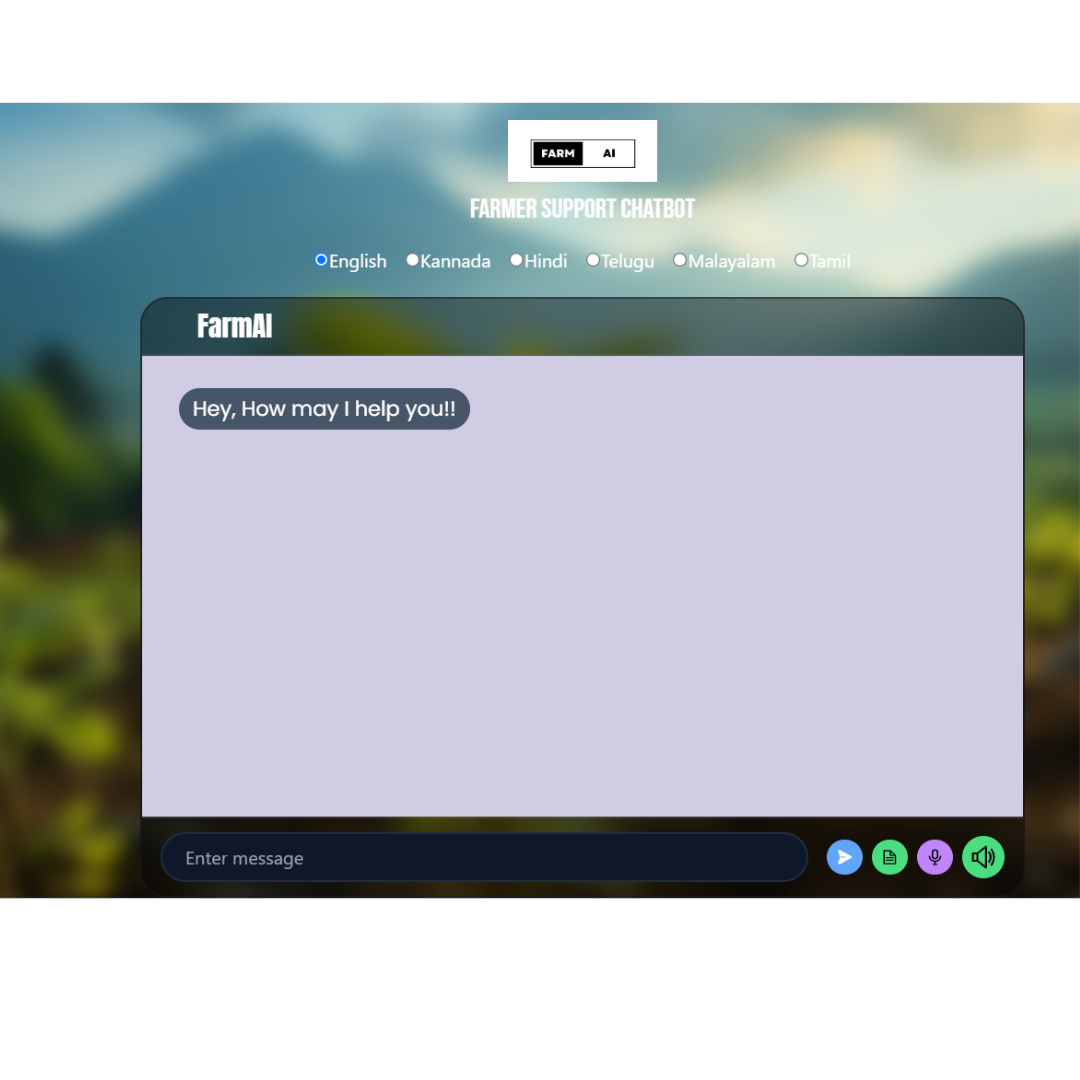 FARM AI
FARMER SUPPORT CHATBOT
English Kannada Hindi Telugu Malayalam Tamil
FarmAI
Hey, How may I help you!!
Enter message